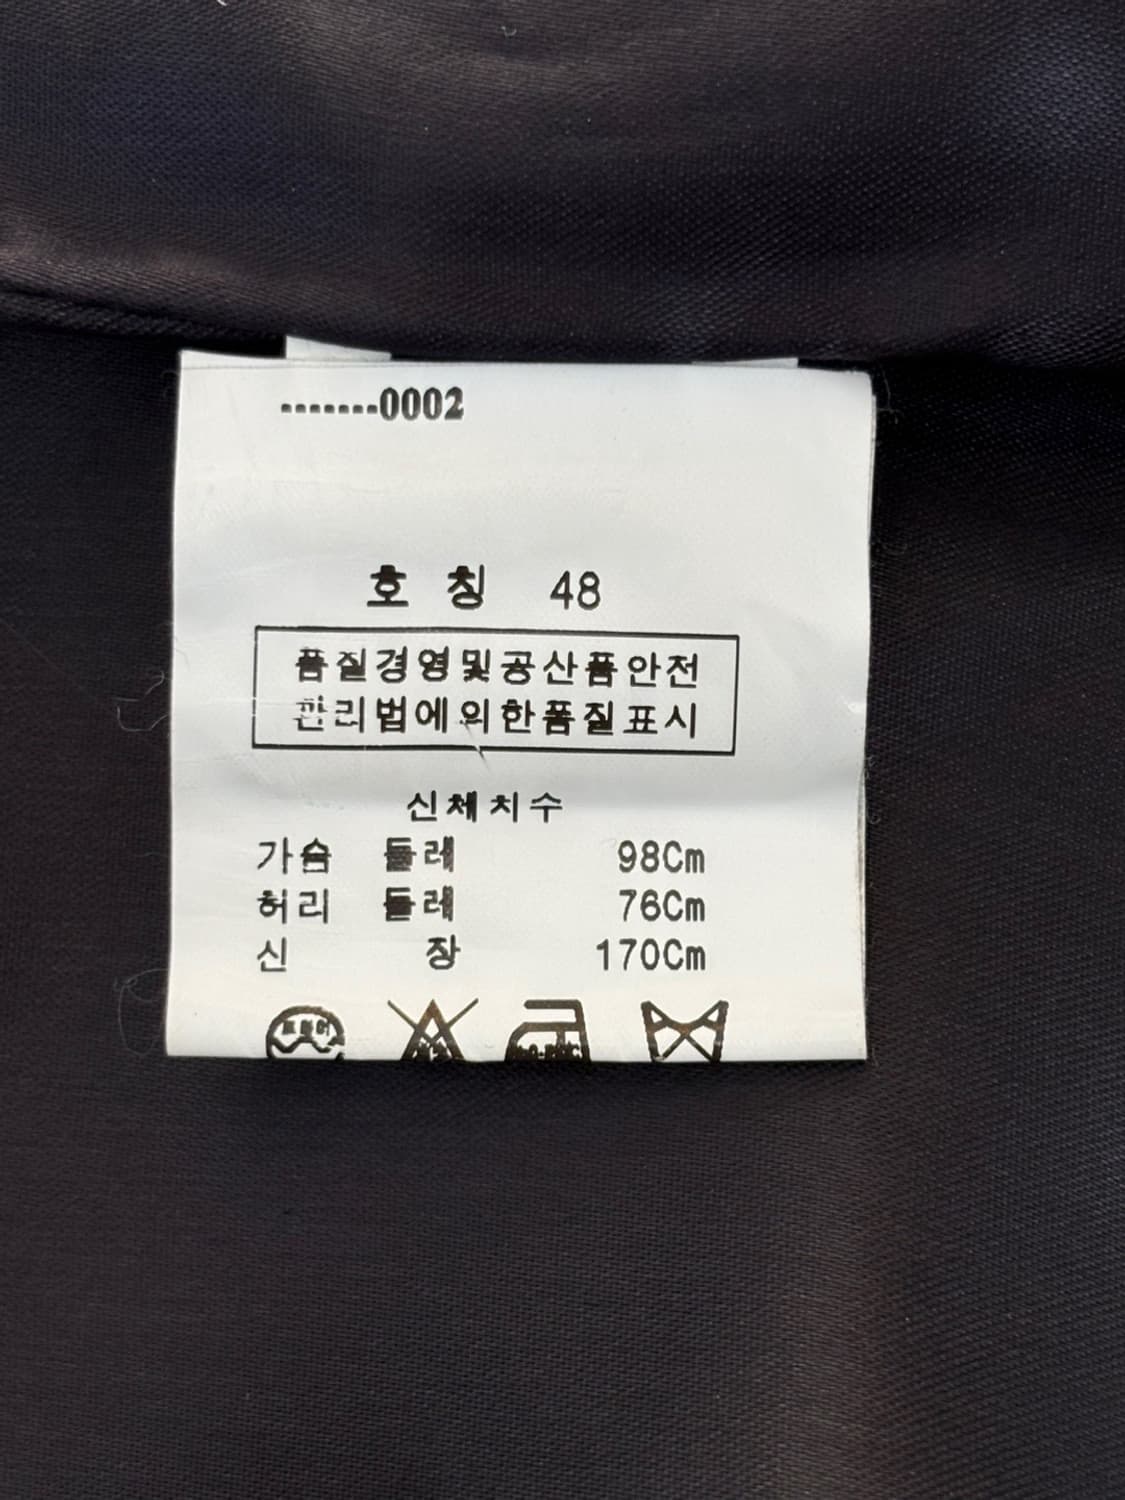 -------0002
호 칭 48
품질경영및공산품안전
관리법에의한품질표시
신체치수
가슴 둘레 98Cm
허리 둘레 76Cm
신 장 170Cm